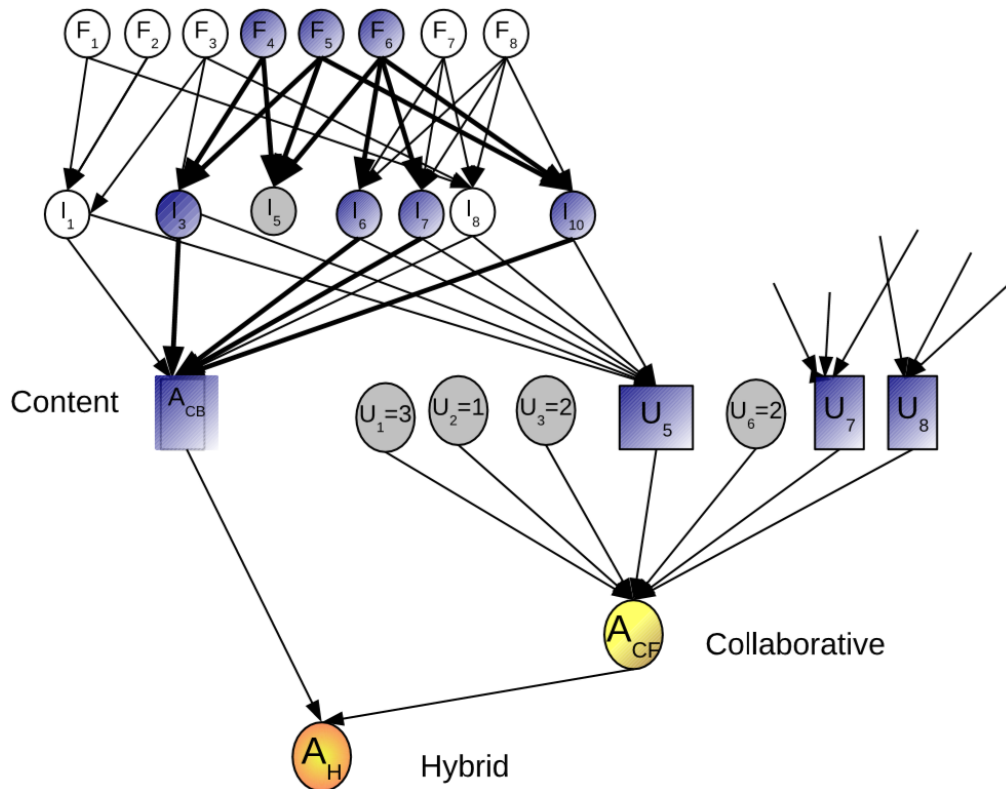 F1 F2 F3 F4 F5 F6 F7 F8
I1 I3 I5 I6 I7 I8 I10
Content ACB U1=3 U2=1 U3=2 U5 U6=2 U7 U8
ACF Collaborative
AH Hybrid